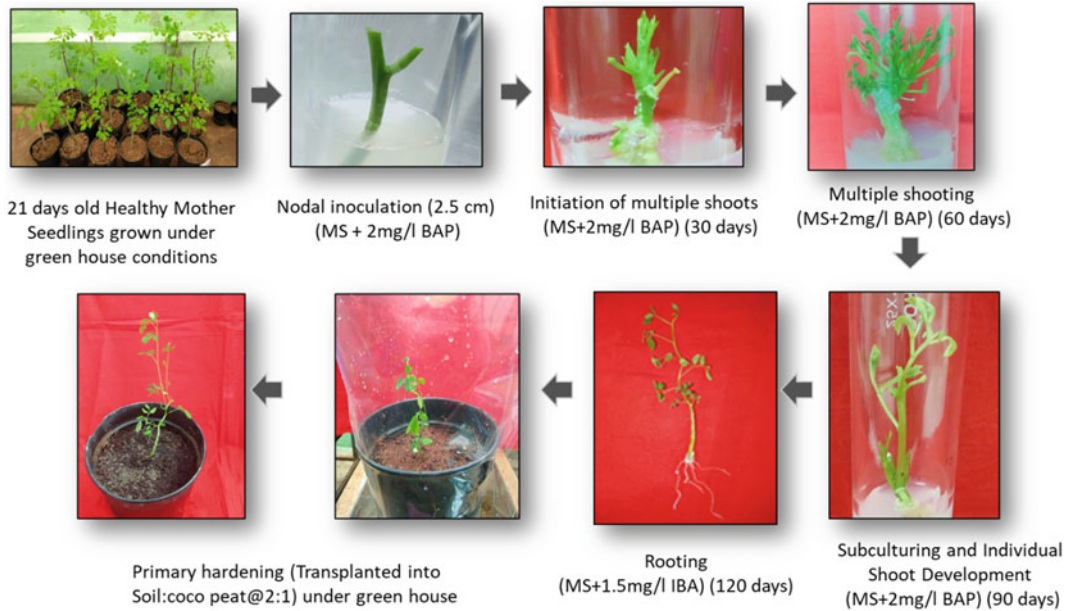 21 days old Healthy Mother
Seedlings grown under
green house conditions
Nodal inoculation (2.5 cm)
(MS + 2mg/l BAP)
Initiation of multiple shoots
(MS+2mg/l BAP) (30 days)
Multiple shooting
(MS+2mg/l BAP) (60 days)
Subculturing and Individual
Shoot Development
(MS+2mg/l BAP) (90 days)
Rooting
(MS+1.5mg/l IBA) (120 days)
Primary hardening (Transplanted into
Soil:coco peat@2:1) under green house